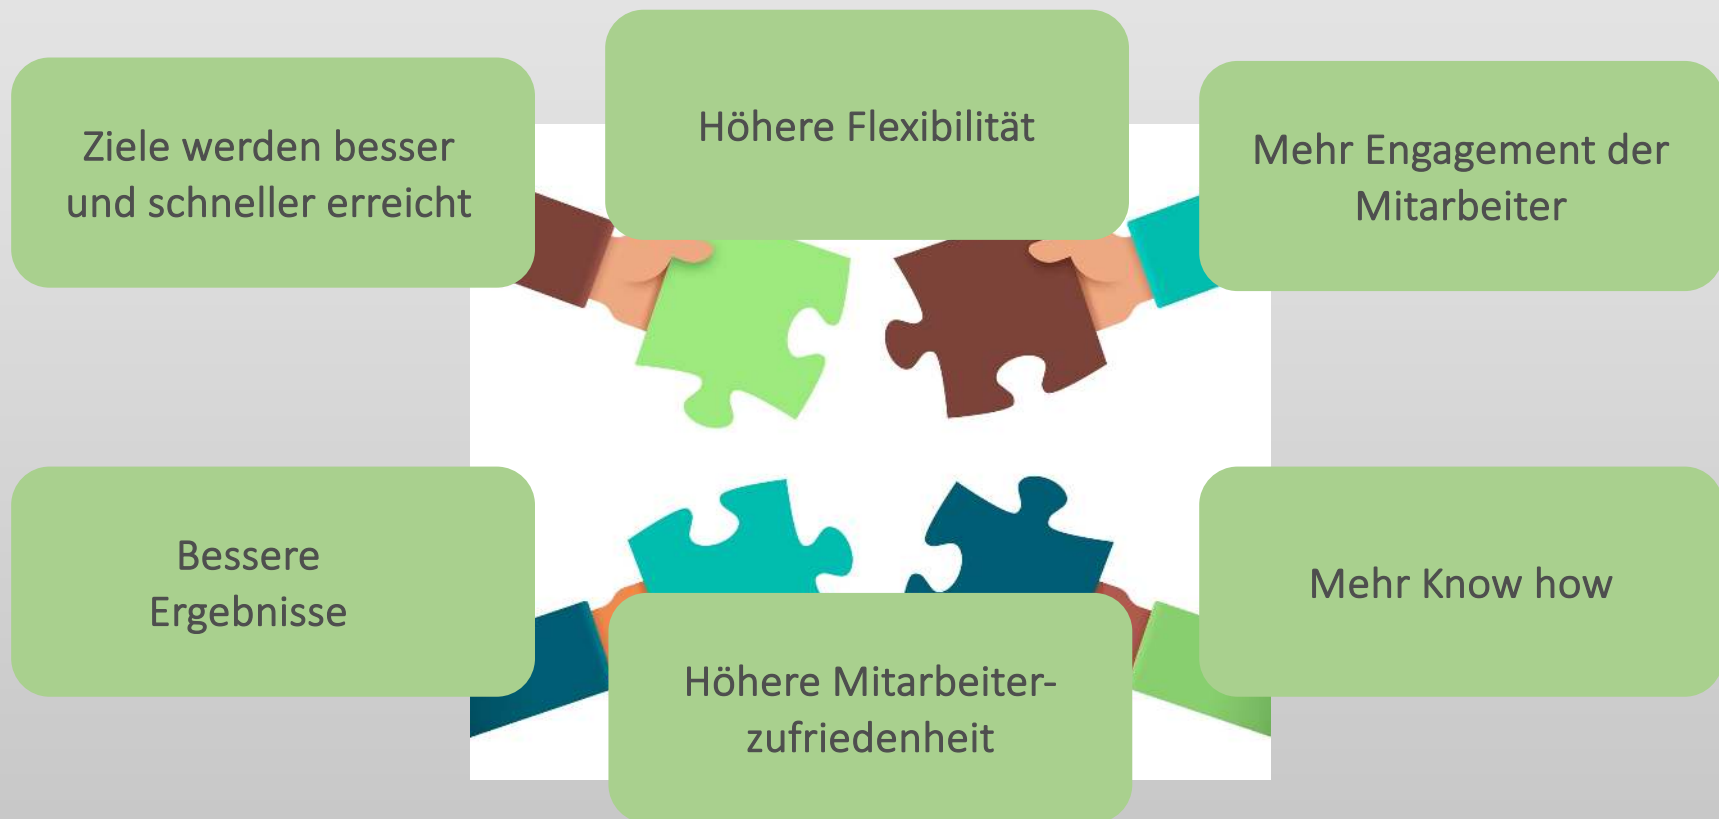 Ziele werden besser
und schneller erreicht
Höhere Flexibilität
Mehr Engagement der
Mitarbeiter
Bessere
Ergebnisse
Höhere Mitarbeiter-
zufriedenheit
Mehr Know how